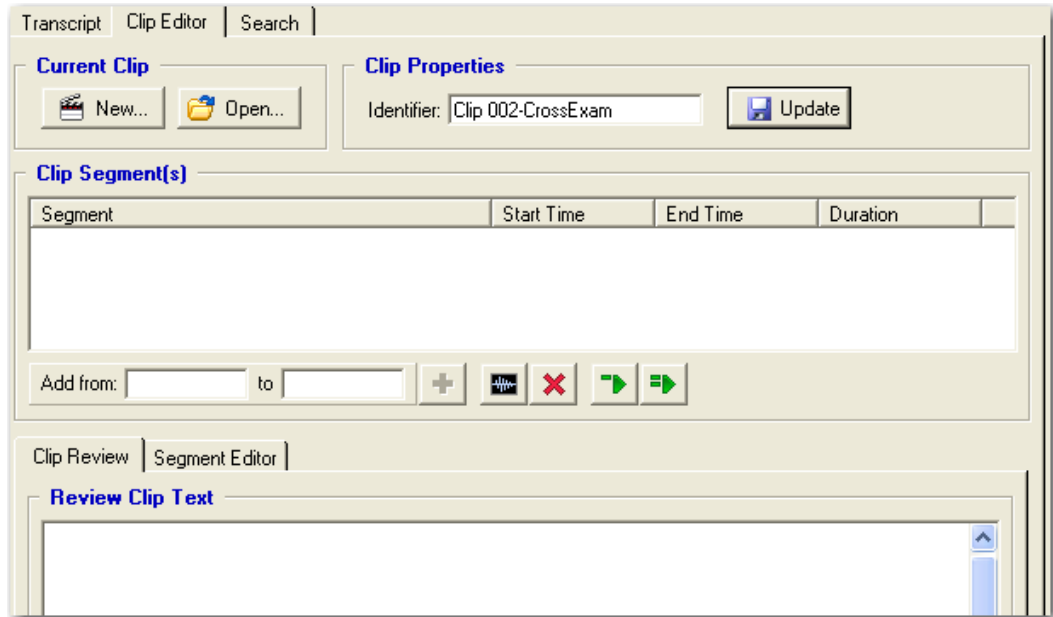 Transcript Clip Editor Search
Current Clip
New... Open...
Clip Properties
Identifier: Clip 002-CrossExam Update
Clip Segment(s)
Segment Start Time End Time Duration
Add from: to
Clip Review Segment Editor
Review Clip Text